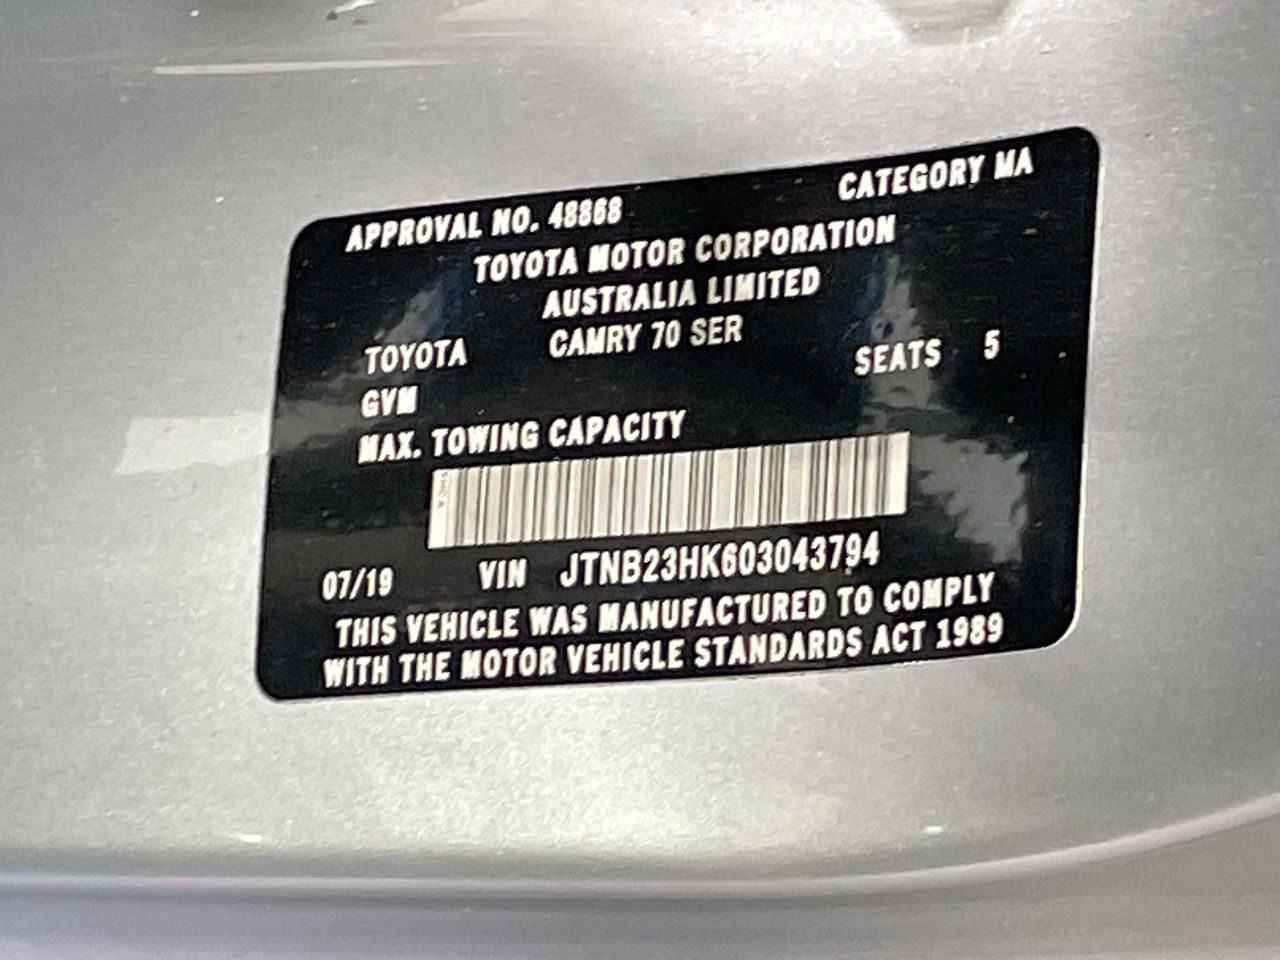 APPROVAL NO. 48868 CATEGORY MA
TOYOTA MOTOR CORPORATION
AUSTRALIA LIMITED
TOYOTA CAMRY 70 SER SEATS 5
GVM
MAX. TOWING CAPACITY
07/19 VIN JTNB23HK603043794
THIS VEHICLE WAS MANUFACTURED TO COMPLY
WITH THE MOTOR VEHICLE STANDARDS ACT 1989